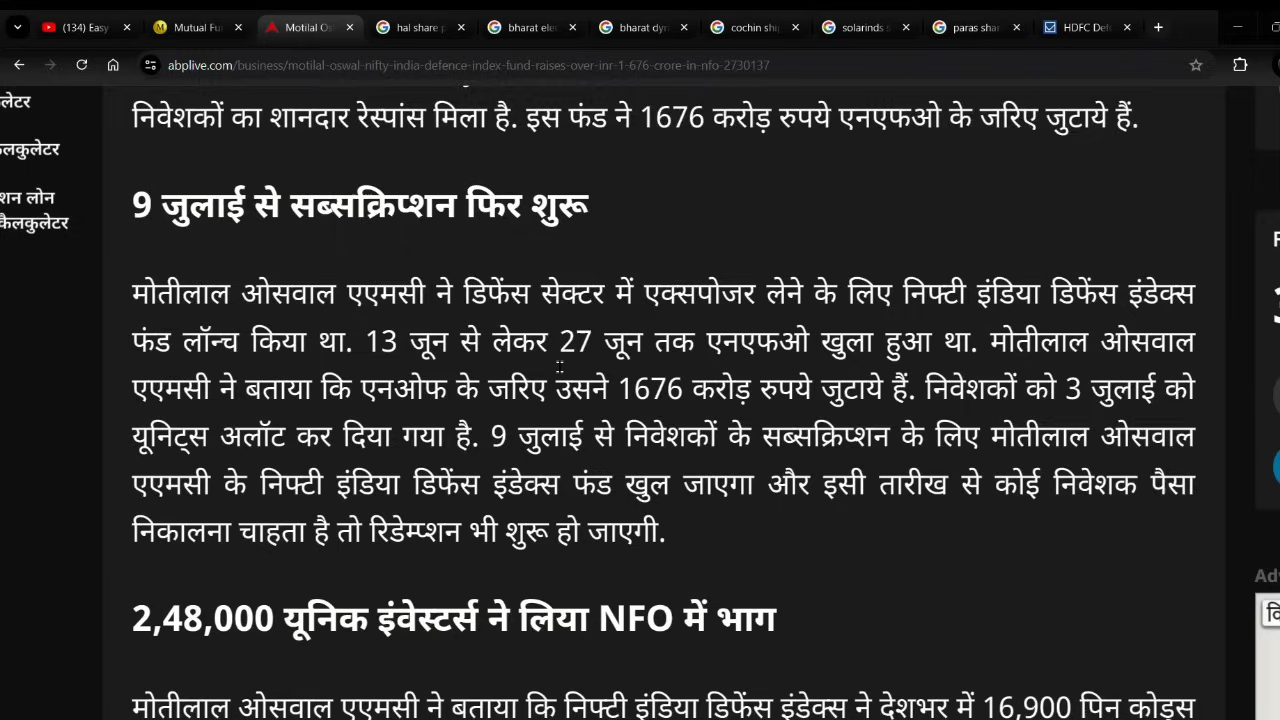 (134) Easy
Mutual Fu
Motilal Os
hal share p
bharat elec
bharat dyn
cochin ship
solarinds s
paras shar
HDFC Def
abplive.com/business/motilal-oswal-nifty-india-defence-index-fund-raises-over-inr-1-676-crore-in-nfo-2730137
निवेशकों का शानदार रेस्पांस मिला है. इस फंड ने 1676 करोड़ रुपये एनएफओ के जरिए जुटाये हैं.
9 जुलाई से सब्सक्रिप्शन फिर शुरू
मोतीलाल ओसवाल एएमसी ने डिफेंस सेक्टर में एक्सपोजर लेने के लिए निफ्टी इंडिया डिफेंस इंडेक्स
फंड लॉन्च किया था. 13 जून से लेकर 27 जून तक एनएफओ खुला हुआ था. मोतीलाल ओसवाल
एएमसी ने बताया कि एनओफ के जरिए उसने 1676 करोड़ रुपये जुटाये हैं. निवेशकों को 3 जुलाई को
यूनिट्स अलॉट कर दिया गया है. 9 जुलाई से निवेशकों के सब्सक्रिप्शन के लिए मोतीलाल ओसवाल
एएमसी के निफ्टी इंडिया डिफेंस इंडेक्स फंड खुल जाएगा और इसी तारीख से कोई निवेशक पैसा
निकालना चाहता है तो रिडेम्प्शन भी शुरू हो जाएगी.
2,48,000 यूनिक इंवेस्टर्स ने लिया NFO में भाग
मोतीलाल ओसवाल एएमसी ने बताया कि निफ्टी इंडिया डिफेंस इंडेक्स ने देशभर में 16,900 पिन कोड्स
लेटर
लकुलेटर
शन लोन
कैलकुलेटर
Ad